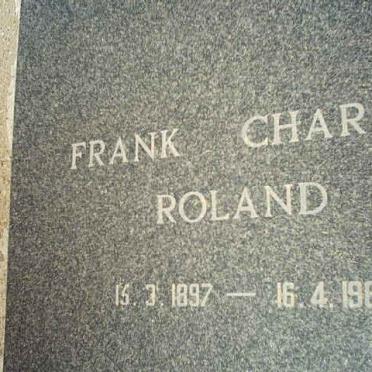 FRANK CHAR
ROLAND
15.3.1897 — 16.4.198